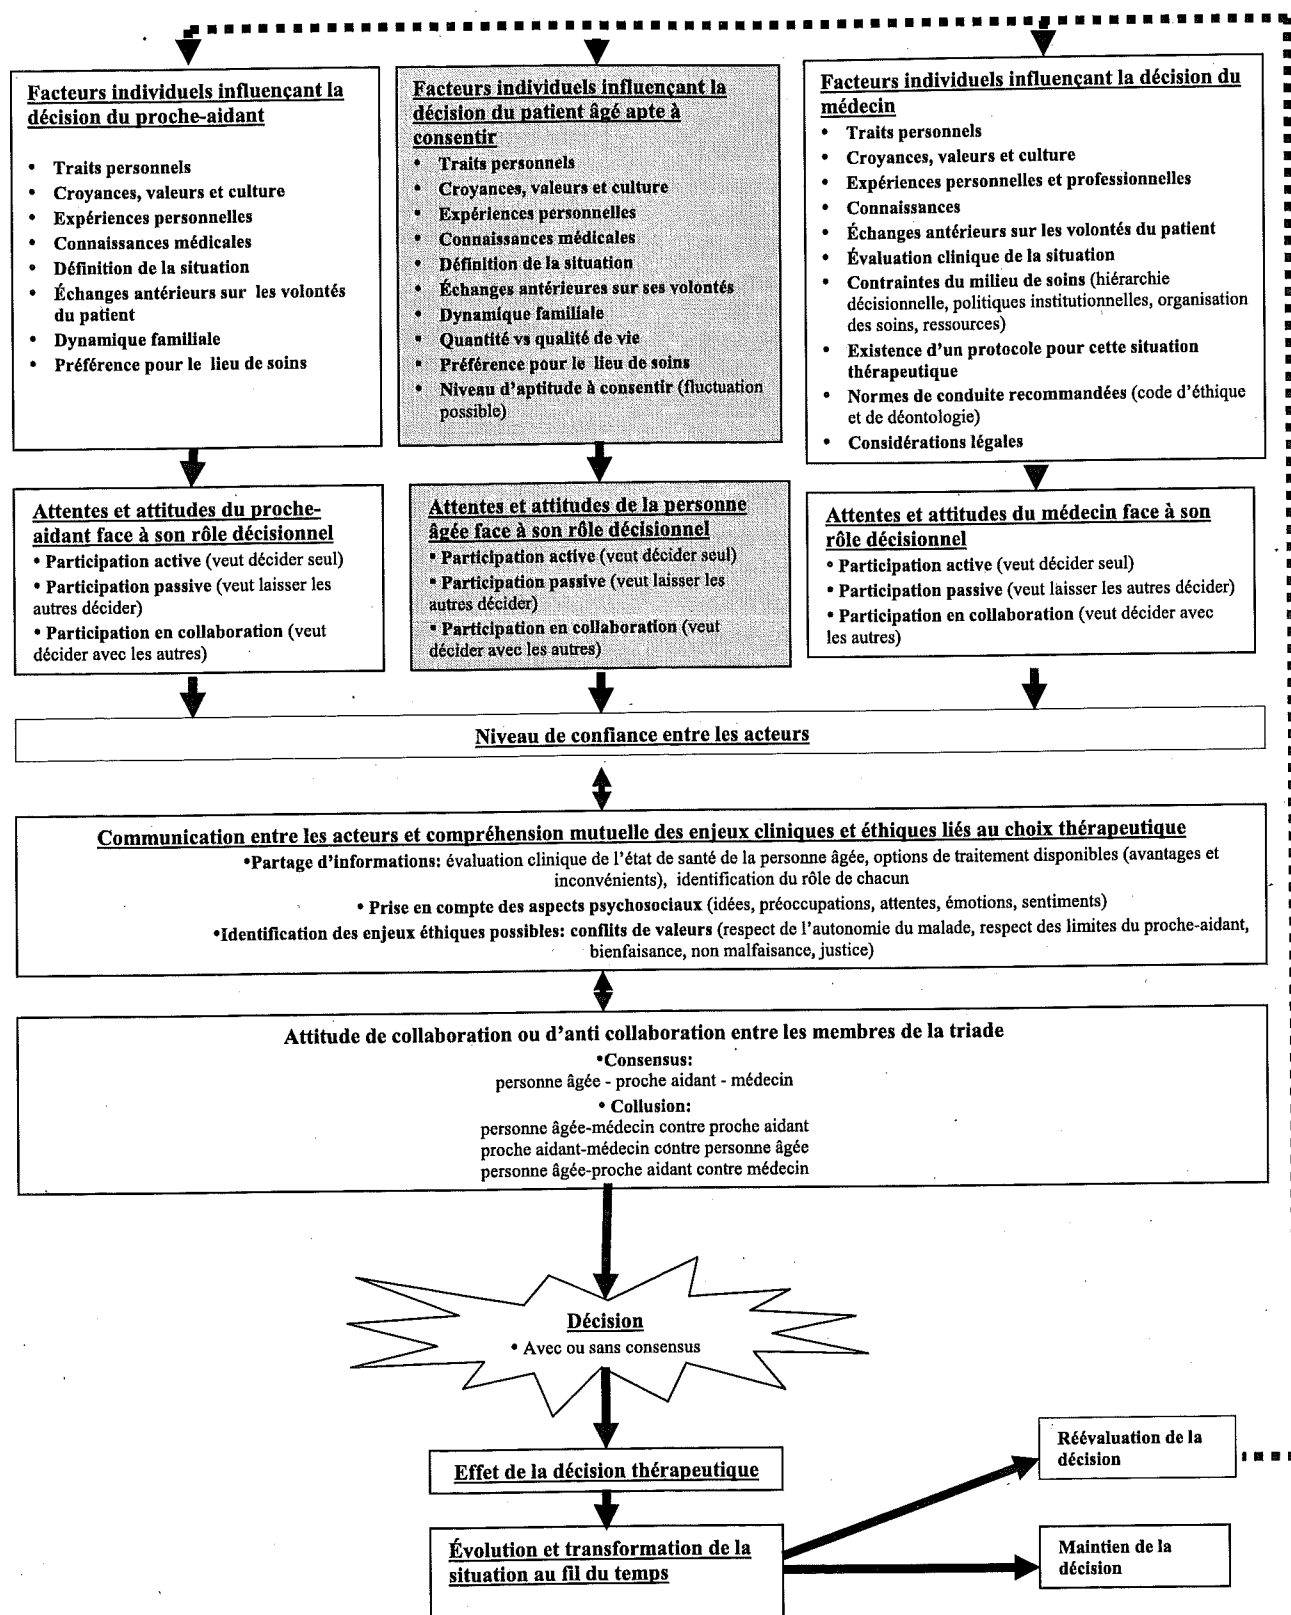 Facteurs individuels influençant la
décision du proche-aidant
• Traits personnels
• Croyances, valeurs et culture
• Expériences personnelles
• Connaissances médicales
• Définition de la situation
• Échanges antérieurs sur les volontés
du patient
• Dynamique familiale
• Préférence pour le lieu de soins
Facteurs individuels influençant la
décision du patient âgé apte à
consentir
• Traits personnels
• Croyances, valeurs et culture
• Expériences personnelles
• Connaissances médicales
• Définition de la situation
• Échanges antérieures sur ses volontés
• Dynamique familiale
• Quantité vs qualité de vie
• Préférence pour le lieu de soins
• Niveau d'aptitude à consentir (fluctuation
possible)
Facteurs individuels influençant la décision du
médecin
• Traits personnels
• Croyances, valeurs et culture
• Expériences personnelles et professionnelles
• Connaissances
• Échanges antérieurs sur les volontés du patient
• Évaluation clinique de la situation
• Contraintes du milieu de soins (hiérarchie
décisionnelle, politiques institutionnelles, organisation
des soins, ressources)
• Existence d'un protocole pour cette situation
thérapeutique
• Normes de conduite recommandées (code d'éthique
et de déontologie)
• Considérations légales
Attentes et attitudes du proche-
aidant face à son rôle décisionnel
• Participation active (veut décider seul)
• Participation passive (veut laisser les
autres décider)
• Participation en collaboration (veut
décider avec les autres)
Attentes et attitudes de la personne
âgée face à son rôle décisionnel
• Participation active (veut décider seul)
• Participation passive (veut laisser les
autres décider)
• Participation en collaboration (veut
décider avec les autres)
Attentes et attitudes du médecin face à son
rôle décisionnel
• Participation active (veut décider seul)
• Participation passive (veut laisser les autres décider)
• Participation en collaboration (veut décider avec
les autres)
Niveau de confiance entre les acteurs
Communication entre les acteurs et compréhension mutuelle des enjeux cliniques et éthiques liés au choix thérapeutique
•Partage d'informations: évaluation clinique de l'état de santé de la personne âgée, options de traitement disponibles (avantages et
inconvénients), identification du rôle de chacun
• Prise en compte des aspects psychosociaux (idées, préoccupations, attentes, émotions, sentiments)
•Identification des enjeux éthiques possibles: conflits de valeurs (respect de l'autonomie du malade, respect des limites du proche-aidant,
bienfaisance, non malfaisance, justice)
Attitude de collaboration ou d'anti collaboration entre les membres de la triade
•Consensus:
personne âgée - proche aidant - médecin
• Collusion:
personne âgée-médecin contre proche aidant
proche aidant-médecin contre personne âgée
personne âgée-proche aidant contre médecin
Décision
• Avec ou sans consensus
Effet de la décision thérapeutique
Évolution et transformation de la
situation au fil du temps
Réévaluation de la
décision
Maintien de la
décision